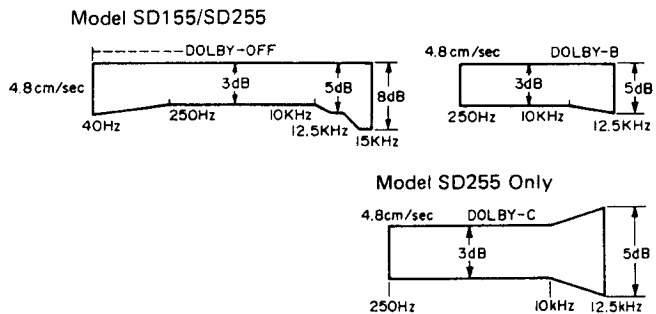 Model SD155/SD255
DOLBY-OFF
4.8cm/sec
3dB
5dB
8dB
40Hz
250Hz
10KHz
12.5KHz
15KHz
4.8cm/sec
DOLBY-B
3dB
5dB
250Hz
10KHz
12.5KHz
Model SD255 Only
4.8cm/sec
DOLBY-C
3dB
5dB
250Hz
10kHz
12.5kHz